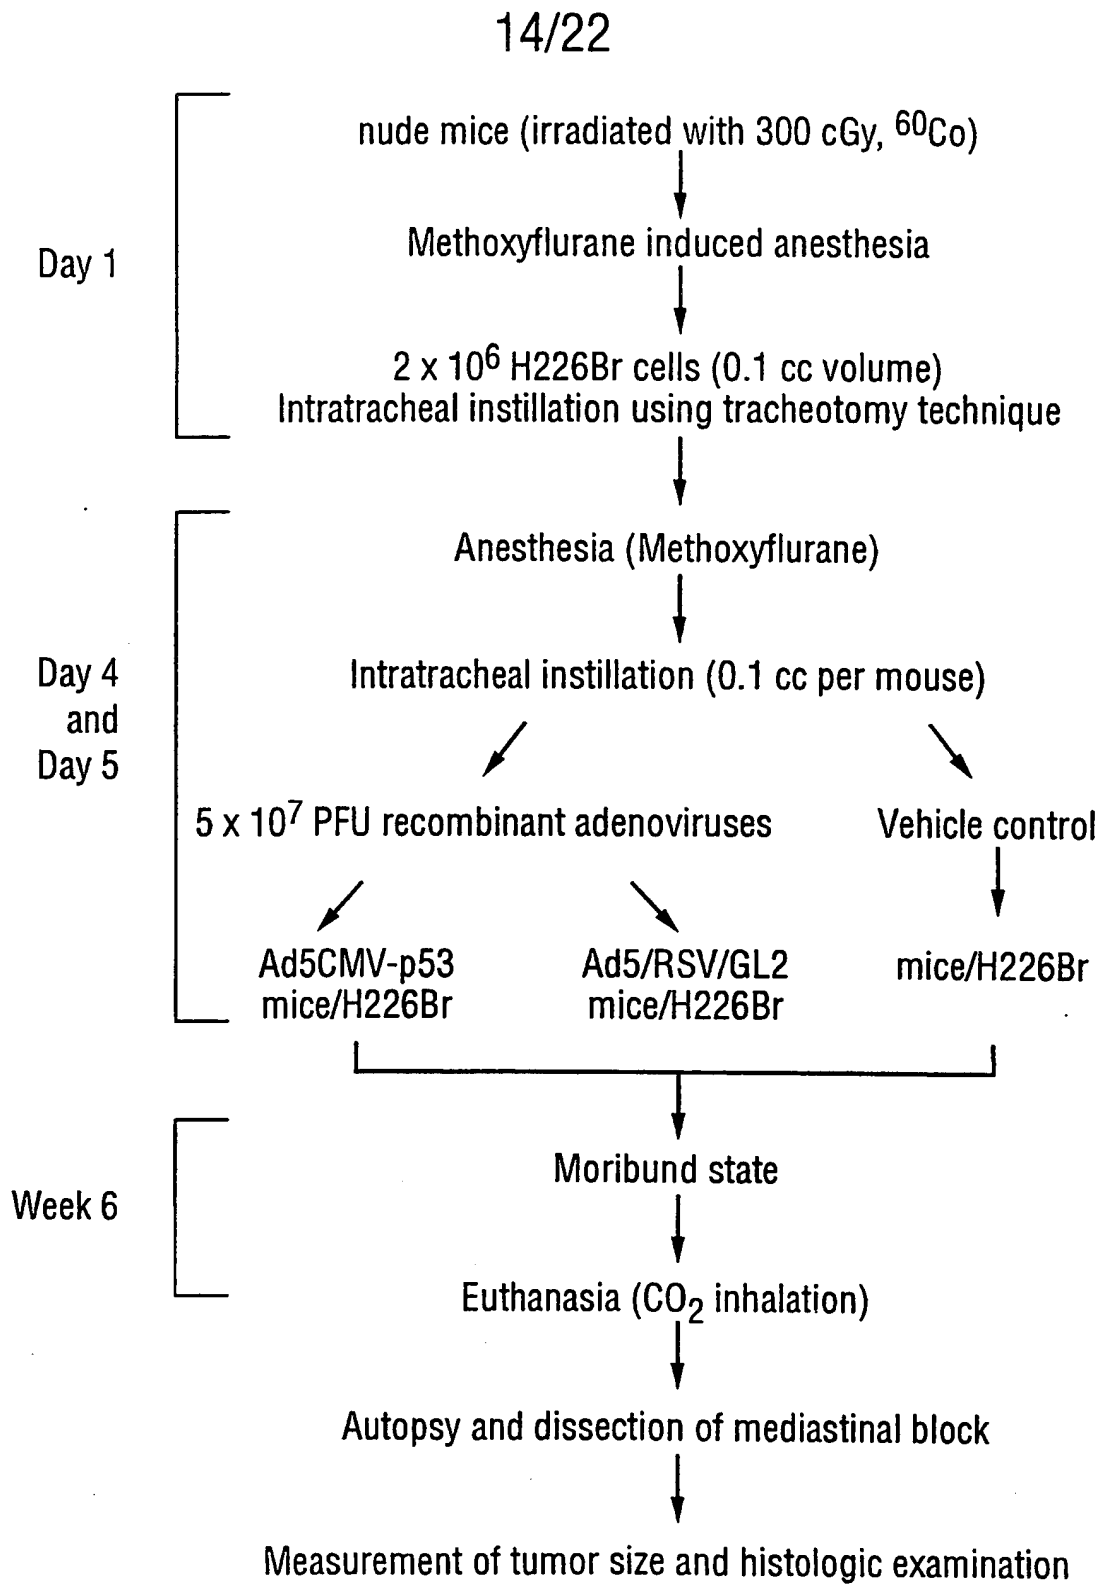 14/22
nude mice (irradiated with 300 cGy, ⁶⁰Co)
Day 1
Methoxyflurane induced anesthesia
2 x 10⁶ H226Br cells (0.1 cc volume)
Intratracheal instillation using tracheotomy technique
Anesthesia (Methoxyflurane)
Day 4
and
Day 5
Intratracheal instillation (0.1 cc per mouse)
5 x 10⁷ PFU recombinant adenoviruses
Vehicle control
Ad5CMV-p53
mice/H226Br
Ad5/RSV/GL2
mice/H226Br
mice/H226Br
Week 6
Moribund state
Euthanasia (CO₂ inhalation)
Autopsy and dissection of mediastinal block
Measurement of tumor size and histologic examination